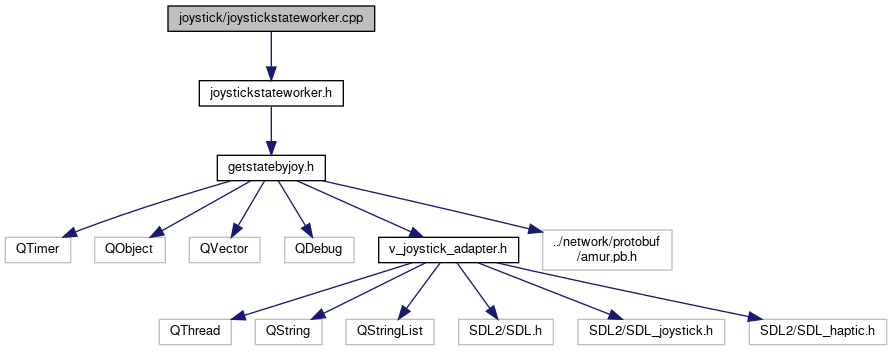 joystick/joystickstateworker.cpp
joystickstateworker.h
getstatebyjoy.h
QTimer
QObject
QVector
QDebug
v_joystick_adapter.h
../network/protobuf
/amur.pb.h
QThread
QString
QStringList
SDL2/SDL.h
SDL2/SDL_joystick.h
SDL2/SDL_haptic.h